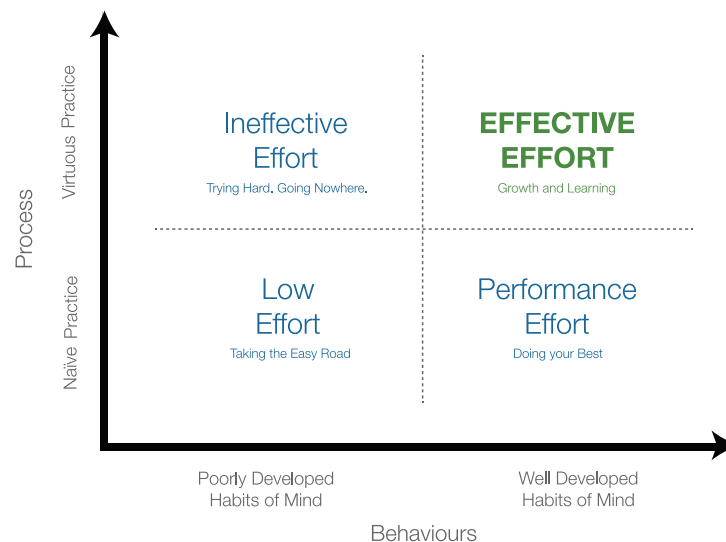 Process
Virtuous Practice
Naïve Practice
Ineffective
Effort
Trying Hard. Going Nowhere.
EFFECTIVE
EFFORT
Growth and Learning
Low
Effort
Taking the Easy Road
Performance
Effort
Doing your Best
Poorly Developed
Habits of Mind
Well Developed
Habits of Mind
Behaviours